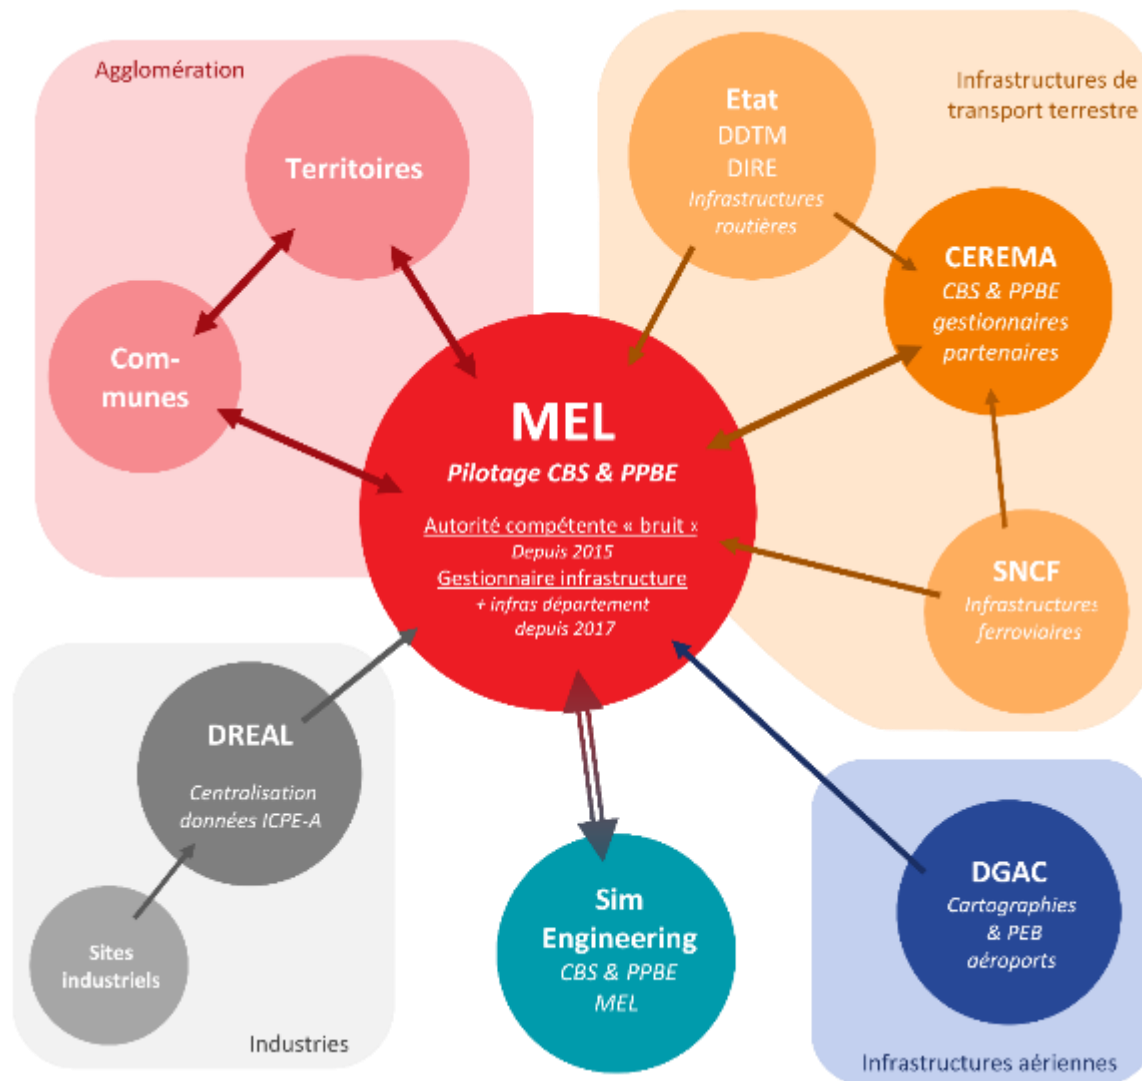 Agglomération
Territoires
Com-
munes
Infrastructures de
transport terrestre
Etat
DDTM
DIRE
Infrastructures
routières
CEREMA
CBS & PPBE
gestionnaires
partenaires
SNCF
Infrastructures
ferroviaires
MEL
Pilotage CBS & PPBE
Autorité compétente « bruit »
Depuis 2015
Gestionnaire infrastructure
+ infras département
depuis 2017
DREAL
Centralisation
données ICPE-A
Sites
industriels
Industries
Sim
Engineering
CBS & PPBE
MEL
DGAC
Cartographies
& PEB
aéroports
Infrastructures aériennes